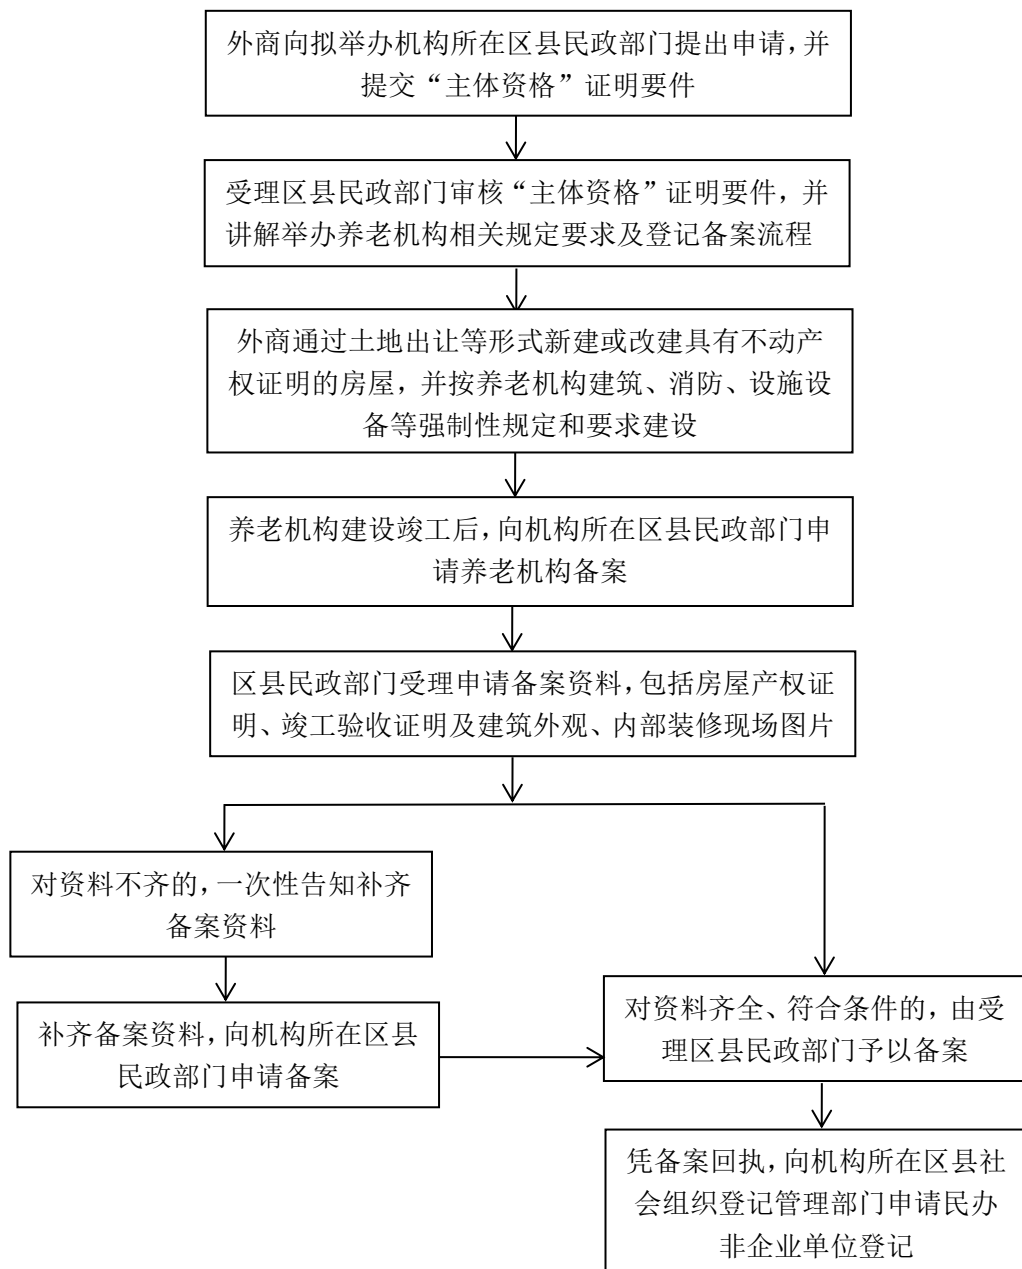 外商向拟举办机构所在区县民政部门提出申请，并
提交“主体资格”证明要件
受理区县民政部门审核“主体资格”证明要件，并
讲解举办养老机构相关规定要求及登记备案流程
外商通过土地出让等形式新建或改建具有不动产
权证明的房屋，并按养老机构建筑、消防、设施设
备等强制性规定和要求建设
养老机构建设竣工后，向机构所在区县民政部门申
请养老机构备案
区县民政部门受理申请备案资料，包括房屋产权证
明、竣工验收证明及建筑外观、内部装修现场图片
对资料不齐的，一次性告知补齐
备案资料
补齐备案资料，向机构所在区县
民政部门申请备案
对资料齐全、符合条件的，由受
理区县民政部门予以备案
凭备案回执，向机构所在区县社
会组织登记管理部门申请民办
非企业单位登记